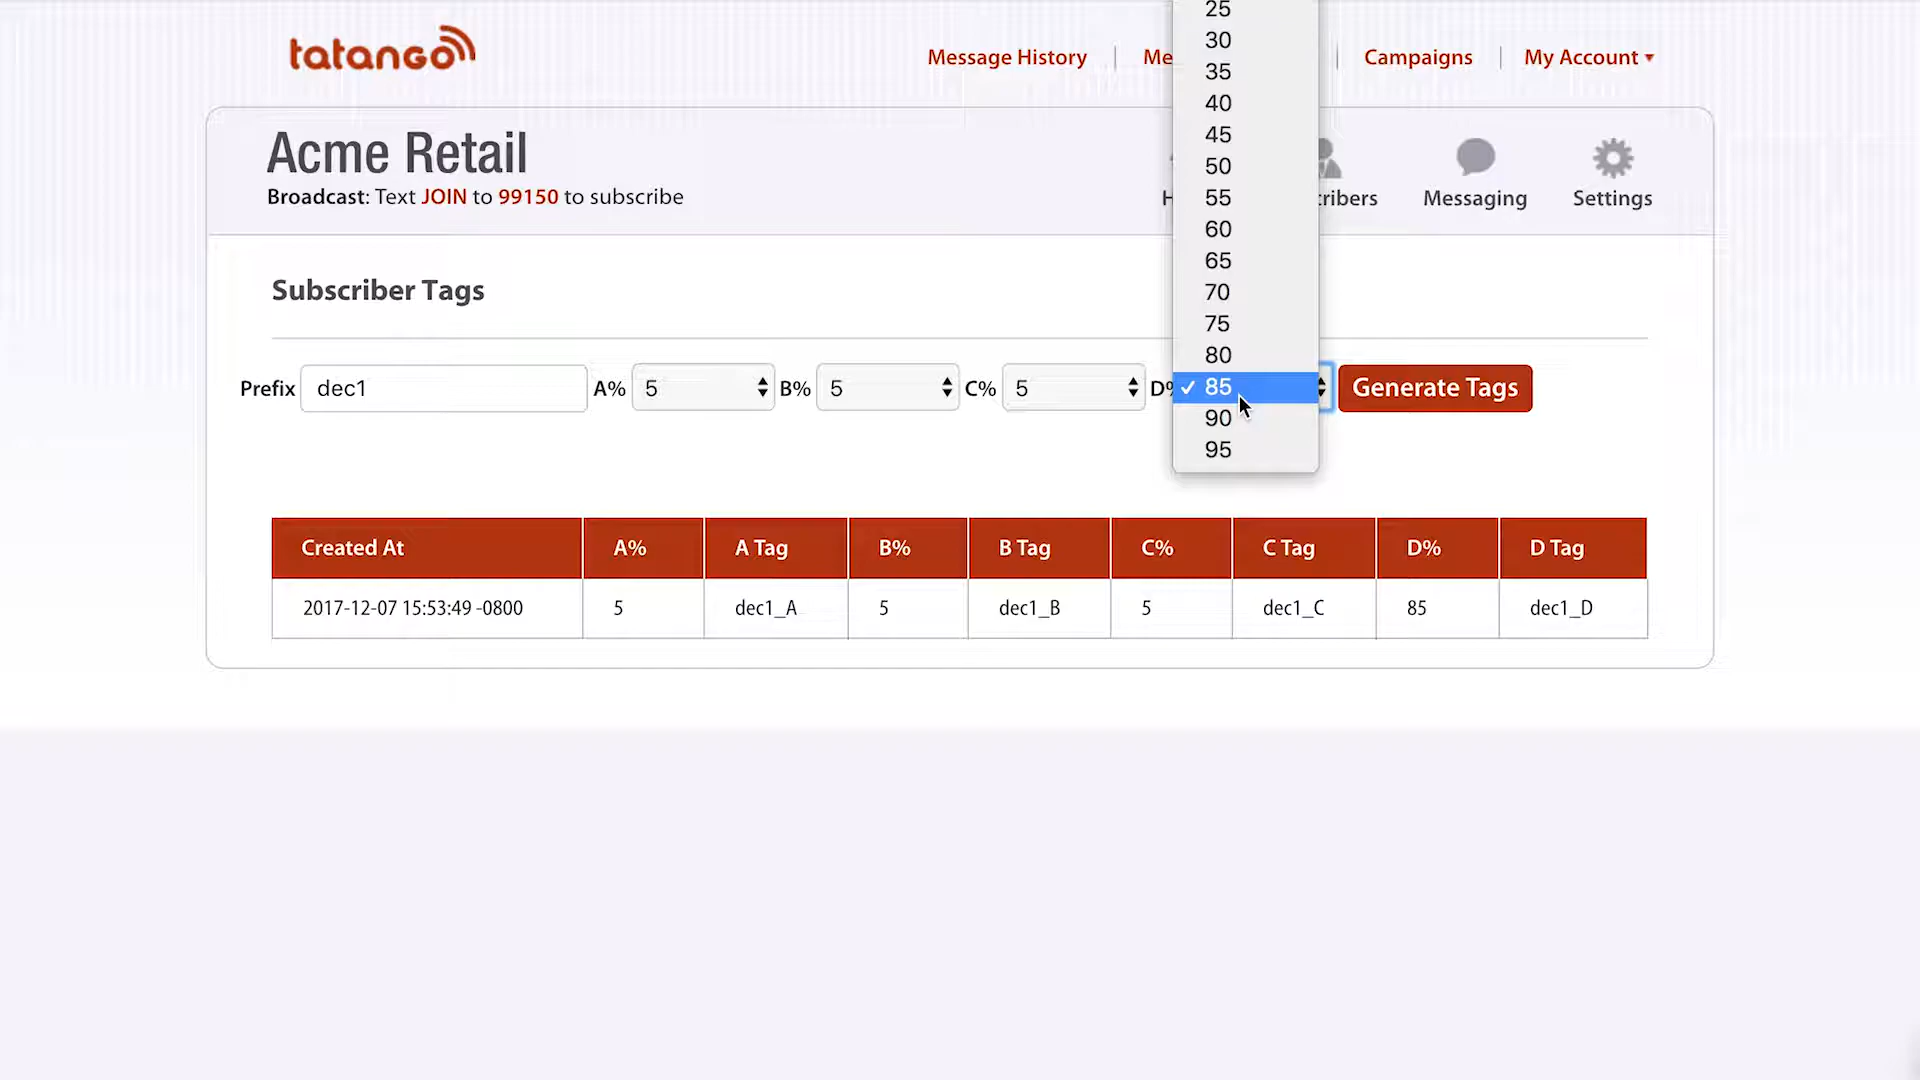 tatango
Message History
Me
Campaigns
My Account
Acme Retail
Broadcast: Text JOIN to 99150 to subscribe
H
cribers
Messaging
Settings
Subscriber Tags
Prefix dec1 A% 5 B% 5 C% 5 D% Generate Tags
25
30
35
40
45
50
55
60
65
70
75
80
✓ 85
90
95
Created At A% A Tag B% B Tag C% C Tag D% D Tag
2017-12-07 15:53:49 -0800 5 dec1_A 5 dec1_B 5 dec1_C 85 dec1_D